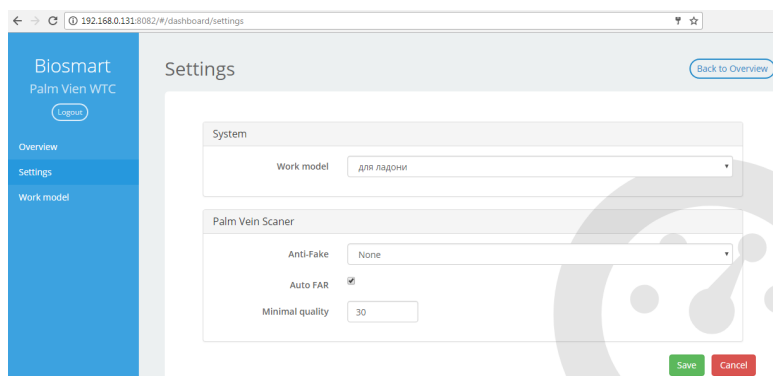 192.168.0.131:8082/#/dashboard/settings
Biosmart
Palm Vien WTC
Logout
Overview
Settings
Work model
Settings
Back to Overview
System
Work model
для ладони
Palm Vein Scaner
Anti-Fake
None
Auto FAR
Minimal quality
30
Save
Cancel